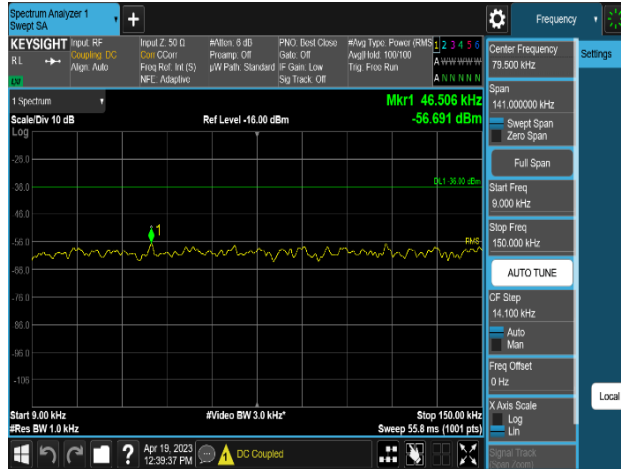 Spectrum Analyzer 1
Swept SA
+
Frequency
KEYSIGHT
RL
Input: RF
Coupling: DC
Align: Auto
Input Z: 50 Ω
Corr CCorr
Freq Ref: Int (S)
NFE: Adaptive
#Atten: 6 dB
Preamp: Off
µW Path: Standard
PNO: Best Close
Gate: Off
IF Gain: Low
Sig Track: Off
#Avg Type: Power (RMS
Avg|Hold: 100/100
Trig: Free Run
1 2 3 4 5 6
A W W W W W
A N N N N N
1 Spectrum
Scale/Div 10 dB
Log
Ref Level -16.00 dBm
Mkr1 46.506 kHz
-56.691 dBm
-26.0
-36.0
-46.0
-56.0
-66.0
-76.0
-86.0
-96.0
-106
DL1 -36.00 dBm
1
RMS
Start 9.00 kHz
#Res BW 1.0 kHz
#Video BW 3.0 kHz*
Stop 150.00 kHz
Sweep 55.8 ms (1001 pts)
Center Frequency
79.500 kHz
Span
141.000000 kHz
Swept Span
Zero Span
Full Span
Start Freq
9.000 kHz
Stop Freq
150.000 kHz
AUTO TUNE
CF Step
14.100 kHz
Auto
Man
Freq Offset
0 Hz
X Axis Scale
Log
Lin
Signal Track
(Span Zoom)
Settings
Local
?
Apr 19, 2023
12:39:37 PM
DC Coupled